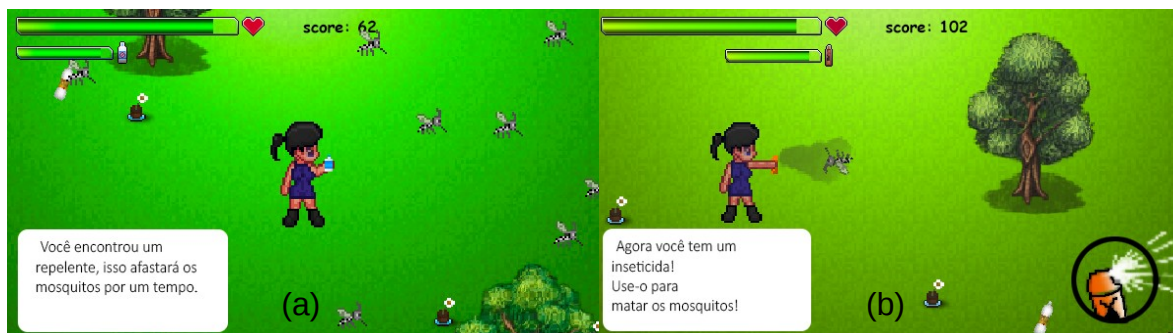 score: 62
Você encontrou um
repelente, isso afastará os
mosquitos por um tempo.
(a)
score: 102
Agora você tem um
inseticida!
Use-o para
matar os mosquitos!
(b)